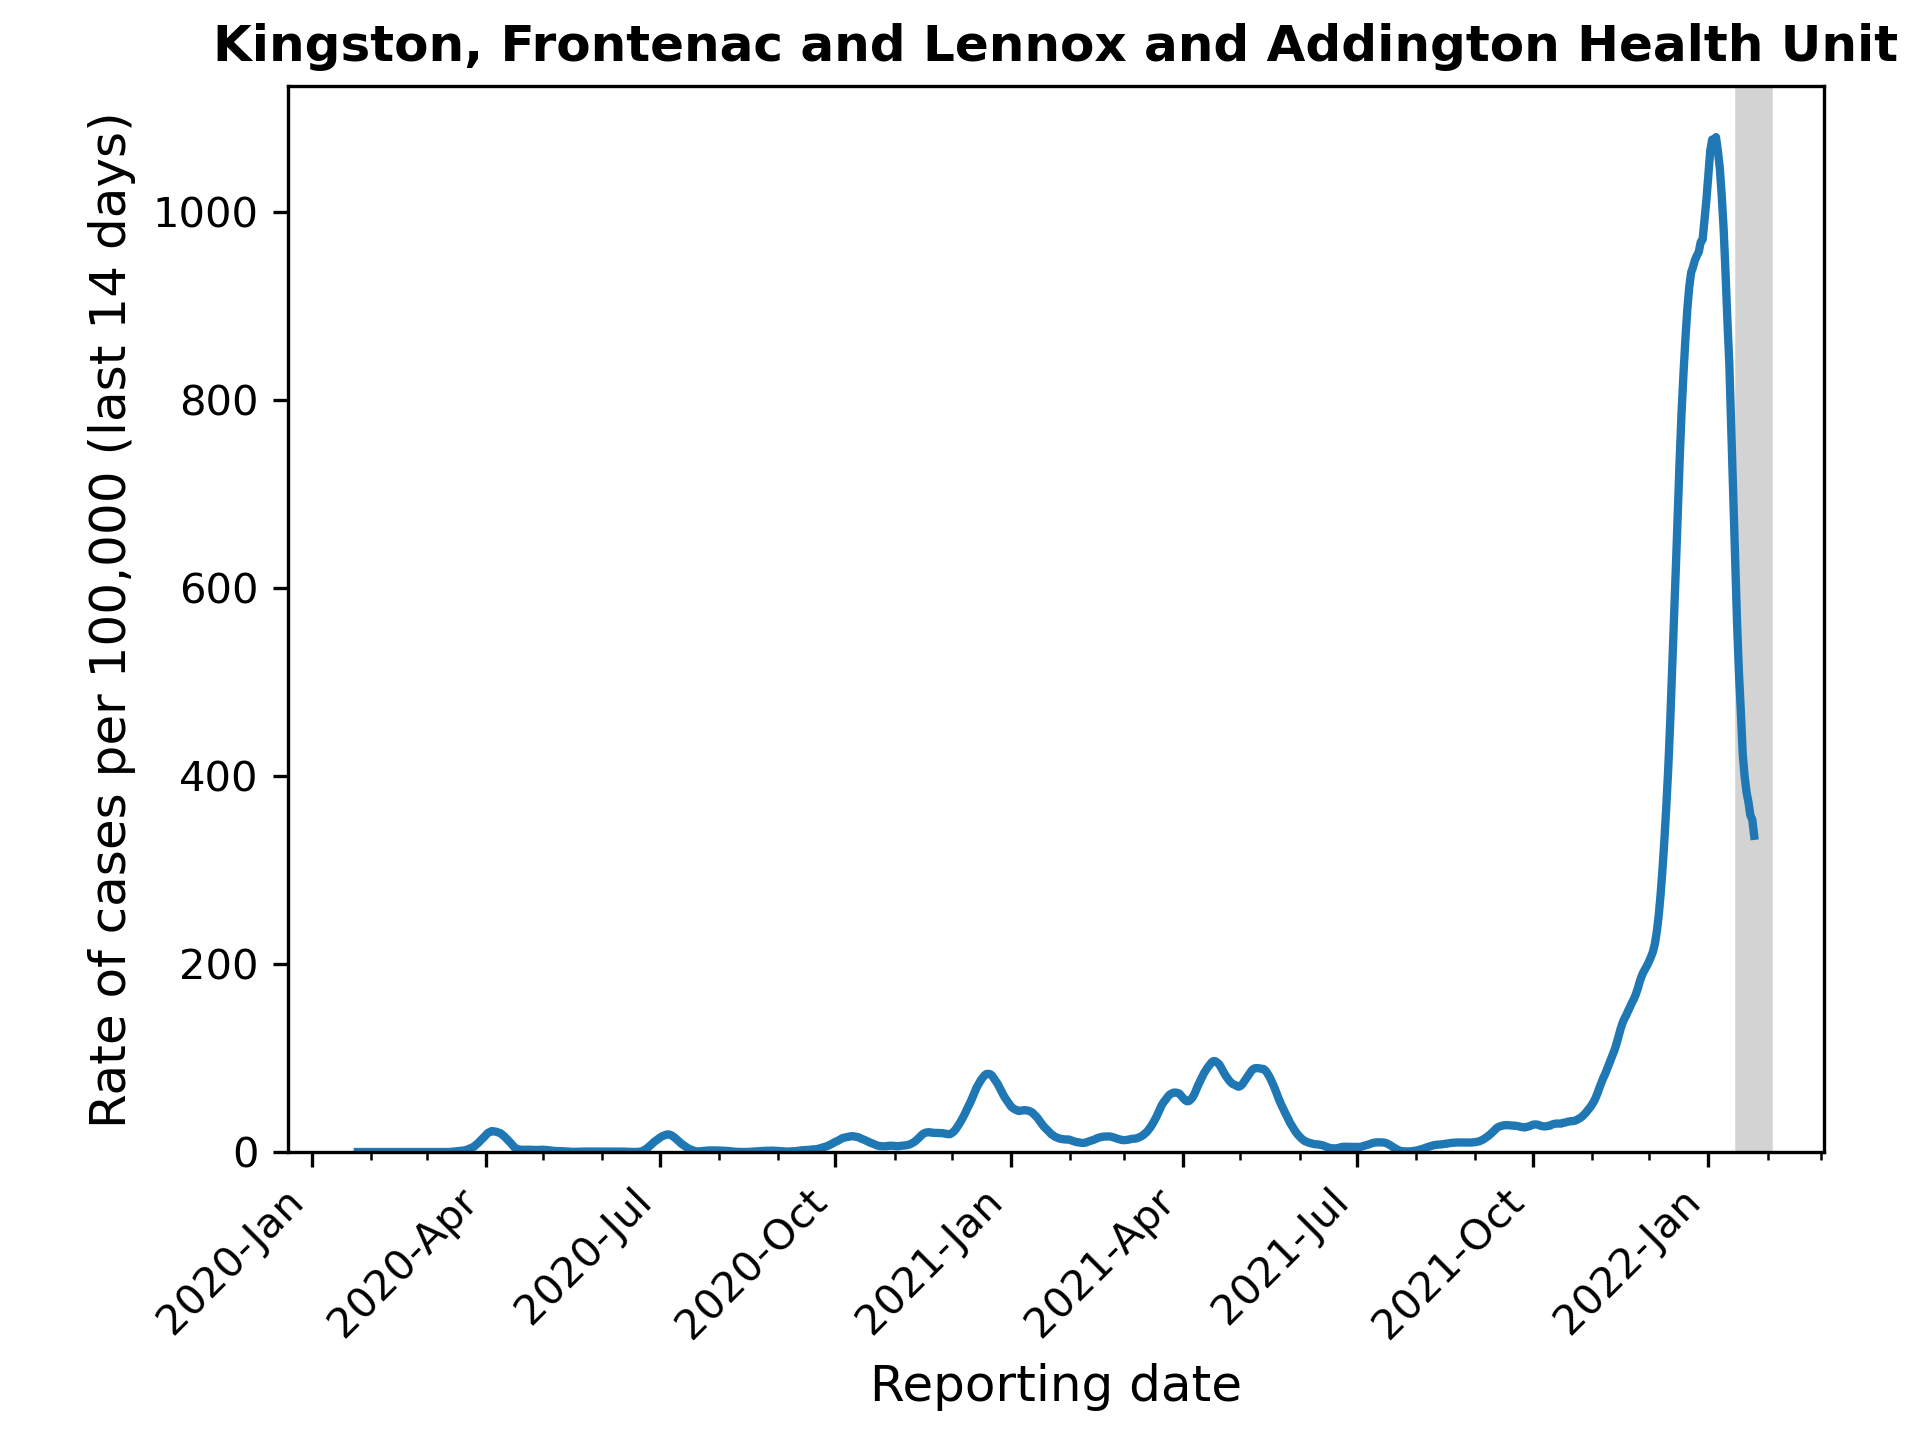 Kingston, Frontenac and Lennox and Addington Health Unit
Rate of cases per 100,000 (last 14 days)
1000
800
600
400
200
0
2020-Jan
2020-Apr
2020-Jul
2020-Oct
2021-Jan
2021-Apr
2021-Jul
2021-Oct
2022-Jan
Reporting date